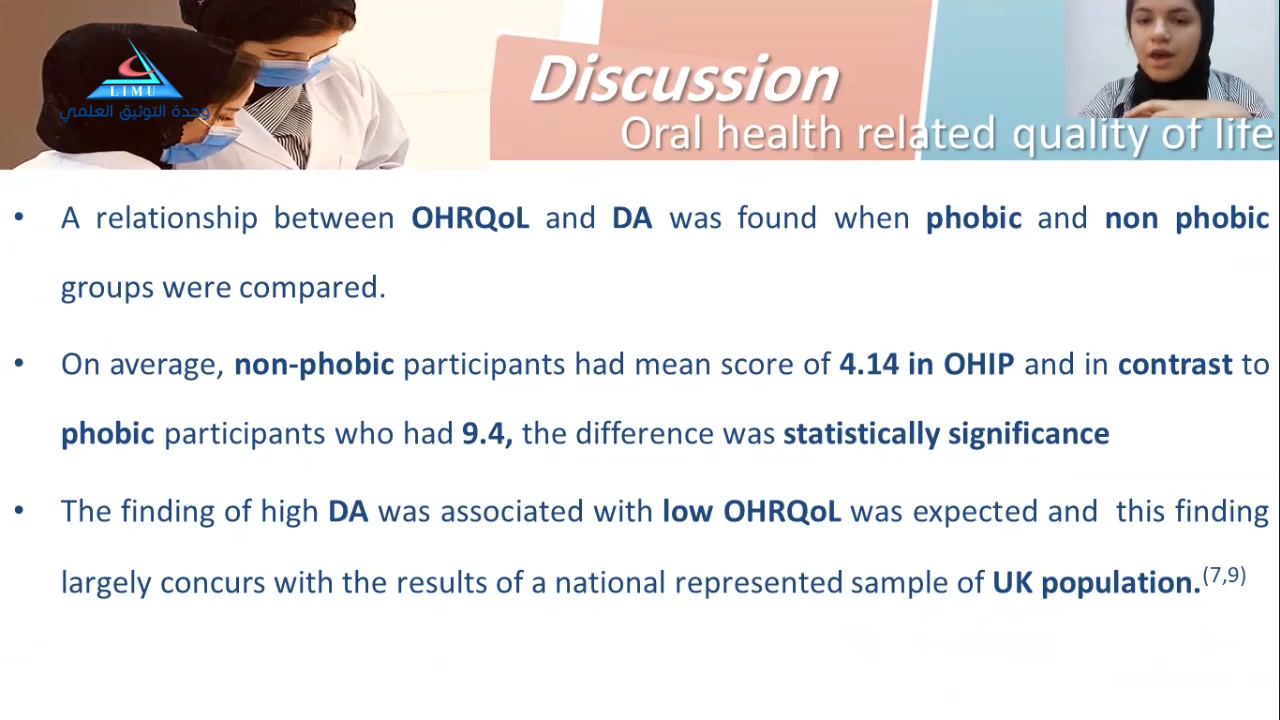 Discussion
LIMU
وحدة التوثيق العلمي
Oral health related quality of life
• A relationship between OHRQoL and DA was found when phobic and non phobic
groups were compared.
• On average, non-phobic participants had mean score of 4.14 in OHIP and in contrast to
phobic participants who had 9.4, the difference was statistically significance
• The finding of high DA was associated with low OHRQoL was expected and this finding
largely concurs with the results of a national represented sample of UK population.(7,9)